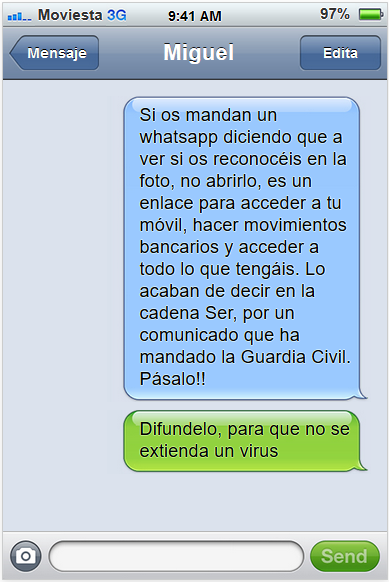 Moviesta 3G 9:41 AM 97%
Mensaje Miguel Edita
Si os mandan un
whatsapp diciendo que a
ver si os reconocéis en la
foto, no abrirlo, es un
enlace para acceder a tu
móvil, hacer movimientos
bancarios y acceder a
todo lo que tengáis. Lo
acaban de decir en la
cadena Ser, por un
comunicado que ha
mandado la Guardia Civil.
Pásalo!!
Difundelo, para que no se
extienda un virus
Send